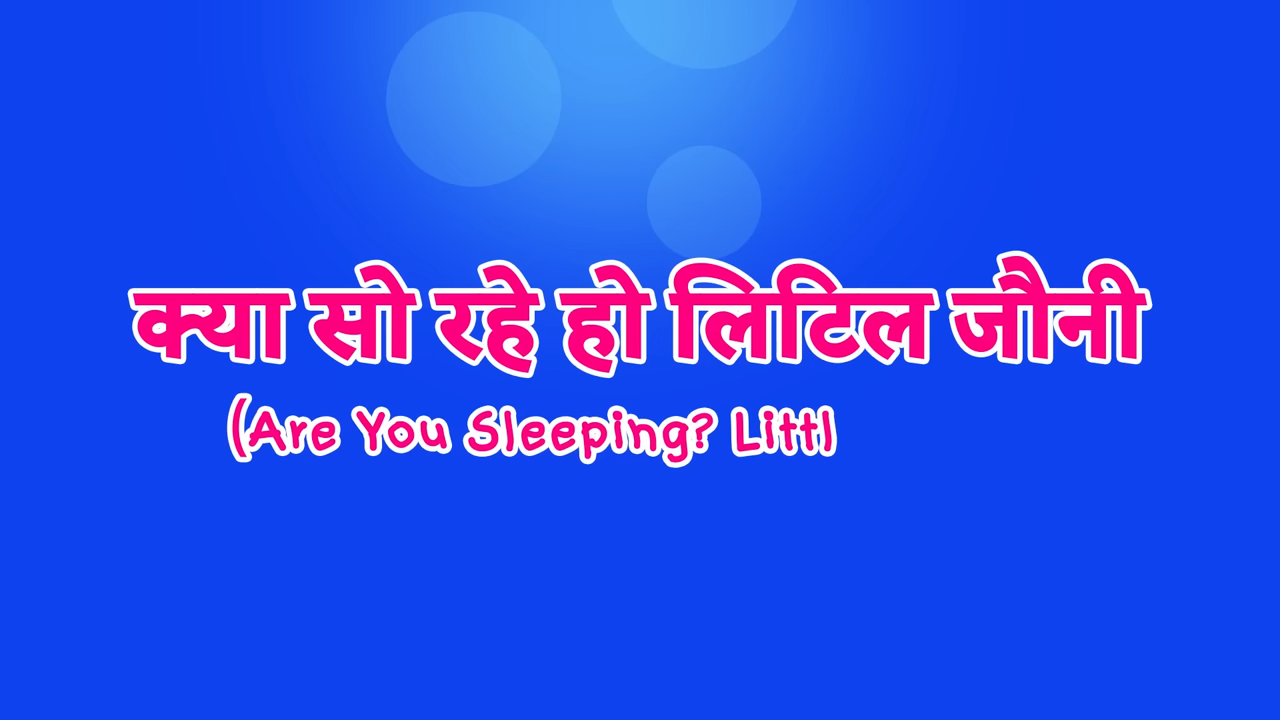 क्या सो रहे हो लिटिल जौनी
(Are You Sleeping? Littl